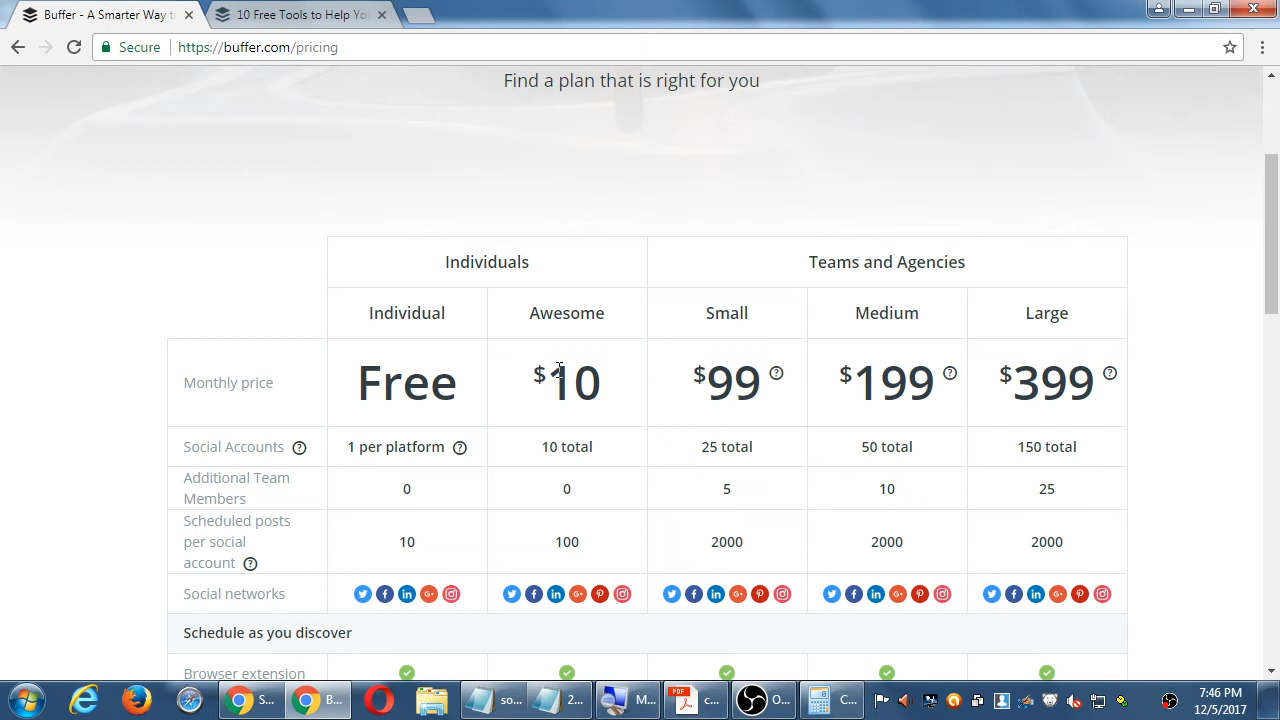 Buffer - A Smarter Way t
10 Free Tools to Help Yo
Secure
https://buffer.com/pricing
Find a plan that is right for you
Individuals
Teams and Agencies
Individual
Awesome
Small
Medium
Large
Monthly price
Free
$10
$99
$199
$399
Social Accounts
1 per platform
10 total
25 total
50 total
150 total
Additional Team
Members
0
0
5
10
25
Scheduled posts
per social
account
10
100
2000
2000
2000
Social networks
Schedule as you discover
Browser extension
S...
B...
so...
2...
M...
c...
O...
C...
7:46 PM
12/5/2017